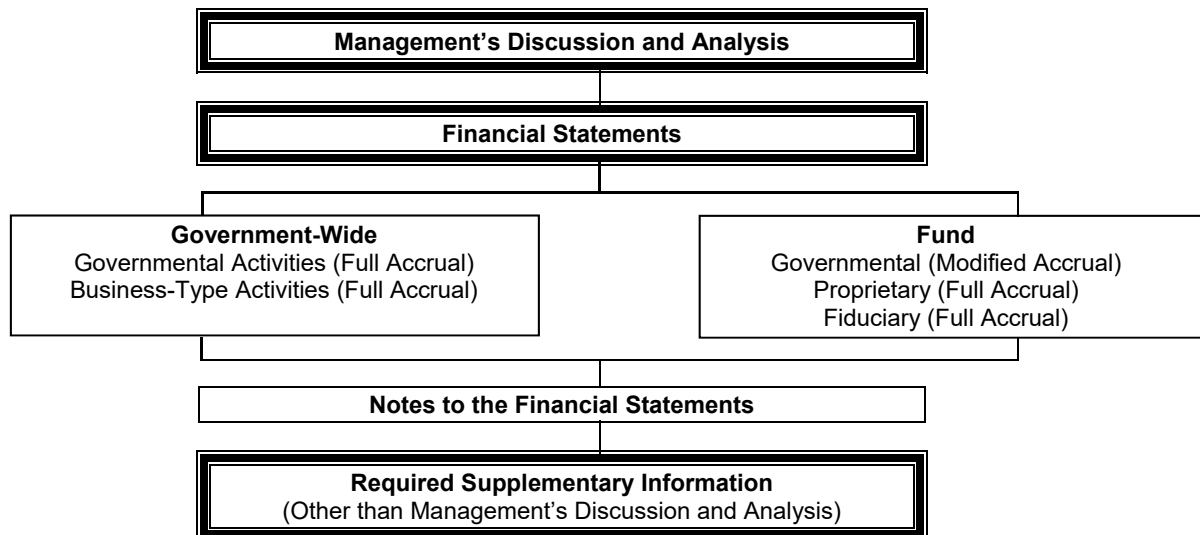 Management’s Discussion and Analysis
Financial Statements
Government-Wide
Governmental Activities (Full Accrual)
Business-Type Activities (Full Accrual)
Fund
Governmental (Modified Accrual)
Proprietary (Full Accrual)
Fiduciary (Full Accrual)
Notes to the Financial Statements
Required Supplementary Information
(Other than Management’s Discussion and Analysis)